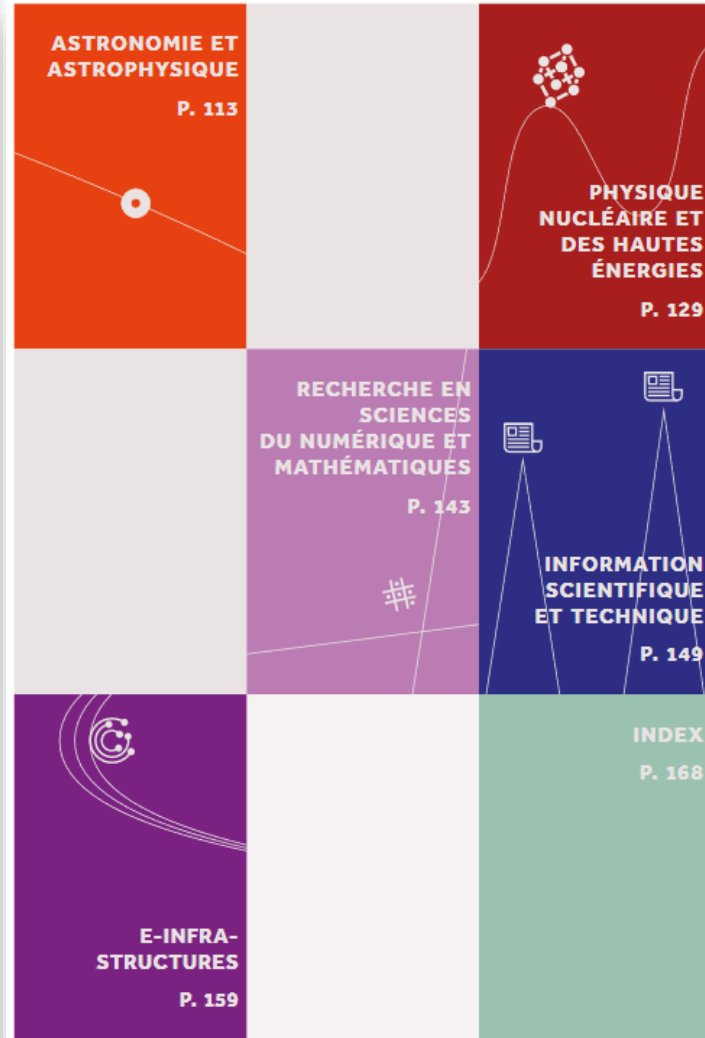 ASTRONOMIE ET
ASTROPHYSIQUE
P. 113
PHYSIQUE
NUCLÉAIRE ET
DES HAUTES
ÉNERGIES
P. 129
RECHERCHE EN
SCIENCES
DU NUMÉRIQUE ET
MATHÉMATIQUES
P. 143
INFORMATION
SCIENTIFIQUE
ET TECHNIQUE
P. 149
E-INFRA-
STRUCTURES
P. 159
INDEX
P. 168